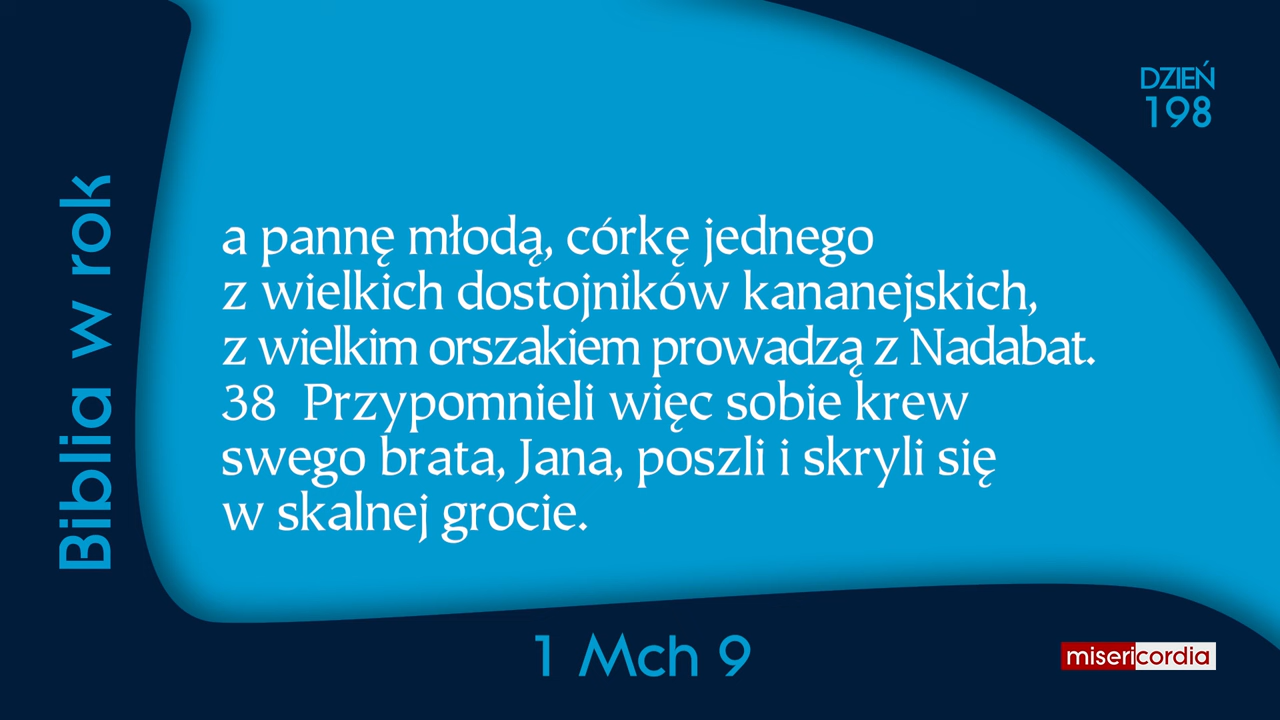 DZIEŃ
198
Biblia w rok
a pannę młodą, córkę jednego
z wielkich dostojników kananejskich,
z wielkim orszakiem prowadzą z Nadabat.
38 Przypomnieli więc sobie krew
swego brata, Jana, poszli i skryli się
w skalnej grocie.
1 Mch 9
misericordia